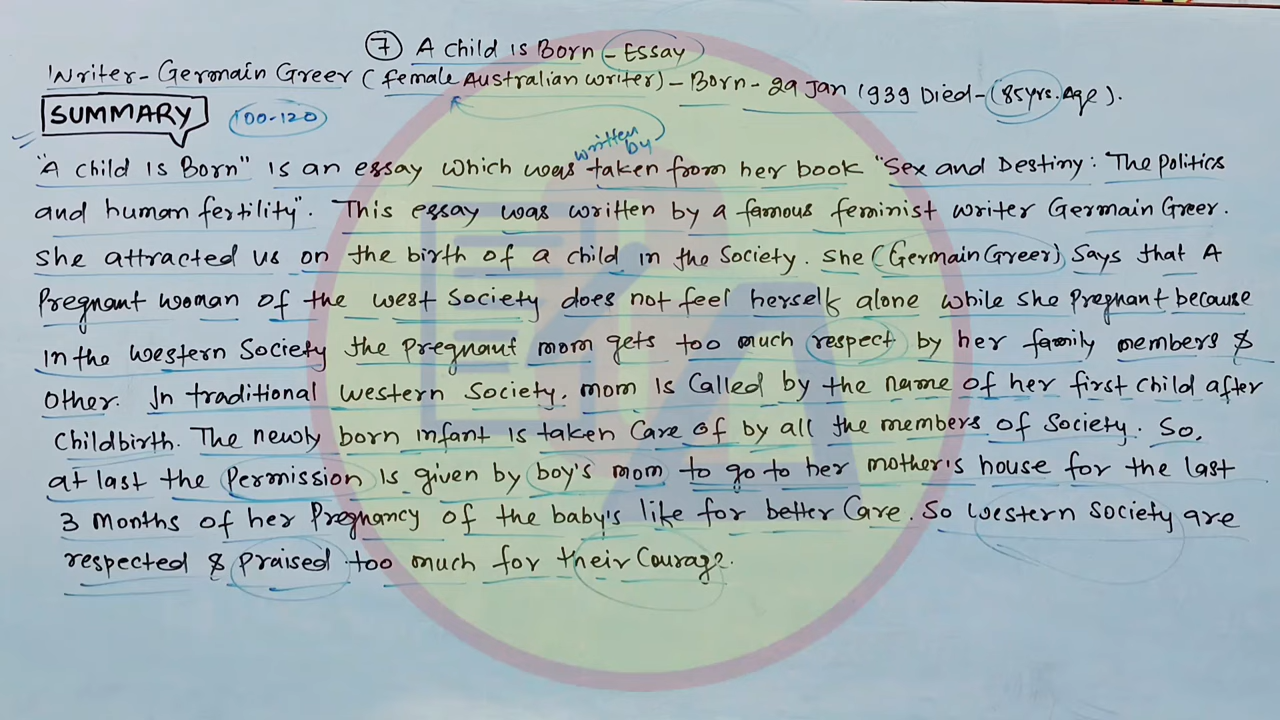 ⑦ A child is Born - Essay
Writer - Germain Greer (female Australian writer) - Born - 29 Jan 1939 Died - (85yrs. Age).
SUMMARY 100-120
written by
"A child Is Born" Is an essay which was taken from her book "Sex and Destiny: The Politics
and human fertility". This essay was written by a famous feminist writer Germain Greer.
She attracted us on the birth of a child in the Society. She (Germain Greer) Says that A
Pregnant woman of the west Society does not feel herself alone while she Pregnant because
in the western Society the Pregnant mom gets too much respect by her family members &
Other. In traditional western Society, mom is Called by the name of her first child after
Childbirth. The newly born infant is taken Care of by all the members of Society. So,
at last the Permission is given by boy's mom to go to her mother's house for the last
3 months of her Pregnancy of the baby's life for better Care. So western Society are
respected & praised too much for their Courage.